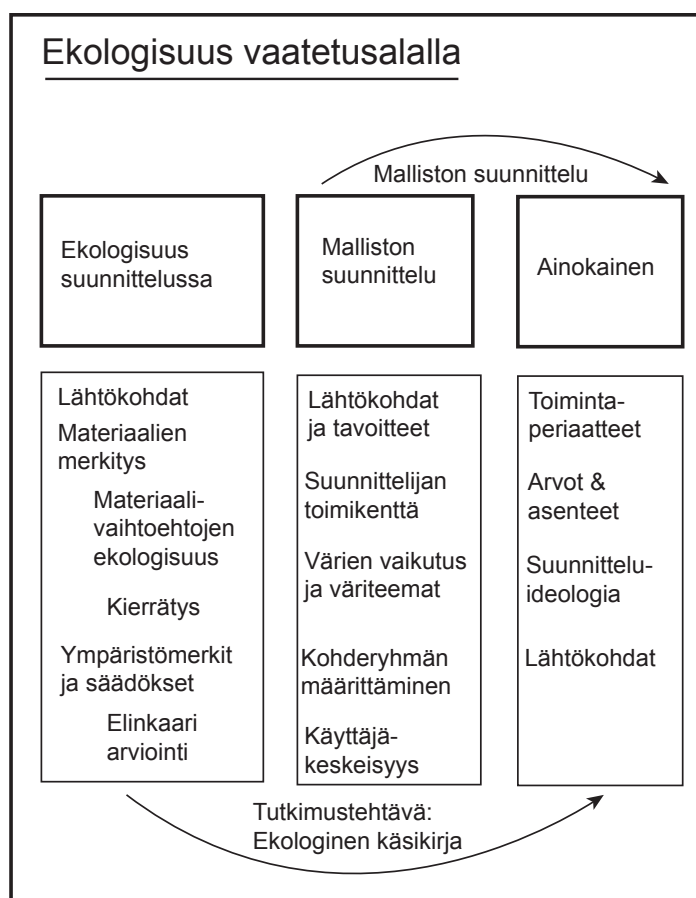 Ekologisuus vaatetusalalla
Malliston suunnittelu
Ekologisuus
suunnittelussa
Malliston
suunnittelu
Ainokainen
Lähtökohdat
Materiaalien
merkitys
Materiaali-
vaihtoehtojen
ekologisuus
Kierrätys
Ympäristömerkit
ja säädökset
Elinkaari
arviointi
Lähtökohdat
ja tavoitteet
Suunnittelijan
toimikenttä
Värien vaikutus
ja väriteemat
Kohderyhmän
määrittäminen
Käyttäjä-
keskeisyys
Toiminta-
periaatteet
Arvot &
asenteet
Suunnittelu-
ideologia
Lähtökohdat
Tutkimustehtävä:
Ekologinen käsikirja